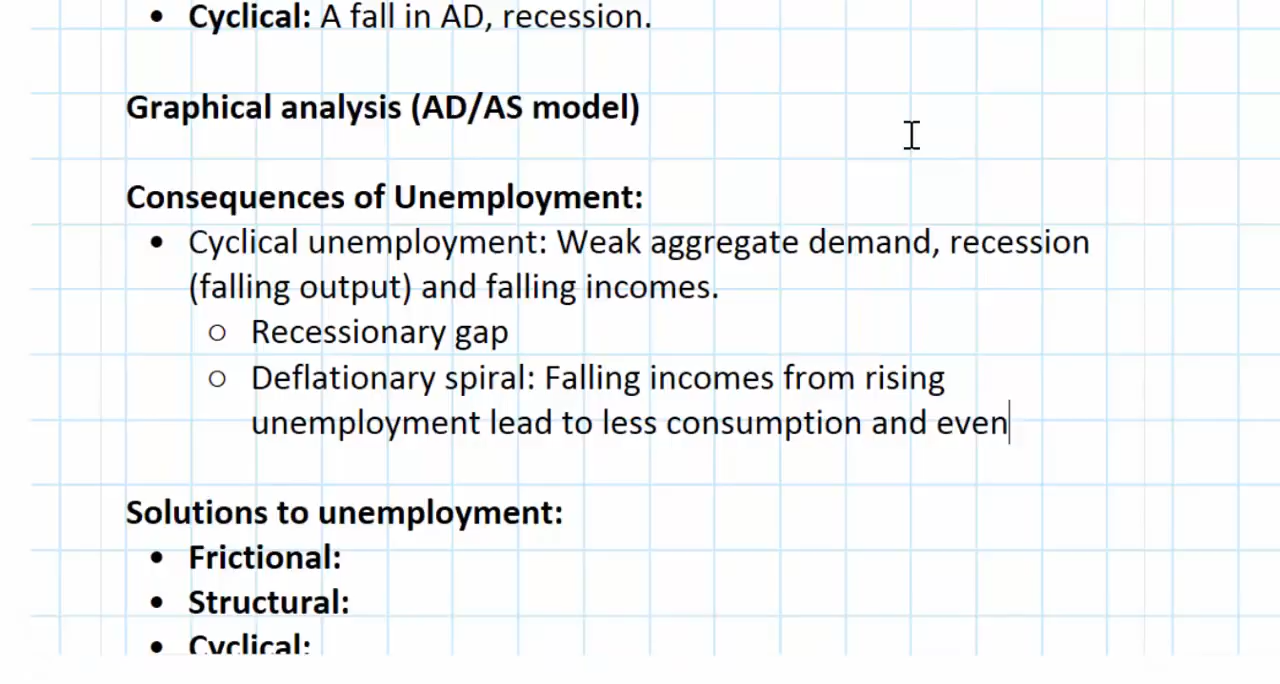 • Cyclical: A fall in AD, recession.
Graphical analysis (AD/AS model)
Consequences of Unemployment:
• Cyclical unemployment: Weak aggregate demand, recession
(falling output) and falling incomes.
○ Recessionary gap
○ Deflationary spiral: Falling incomes from rising
unemployment lead to less consumption and even
Solutions to unemployment:
• Frictional:
• Structural:
• Cyclical: